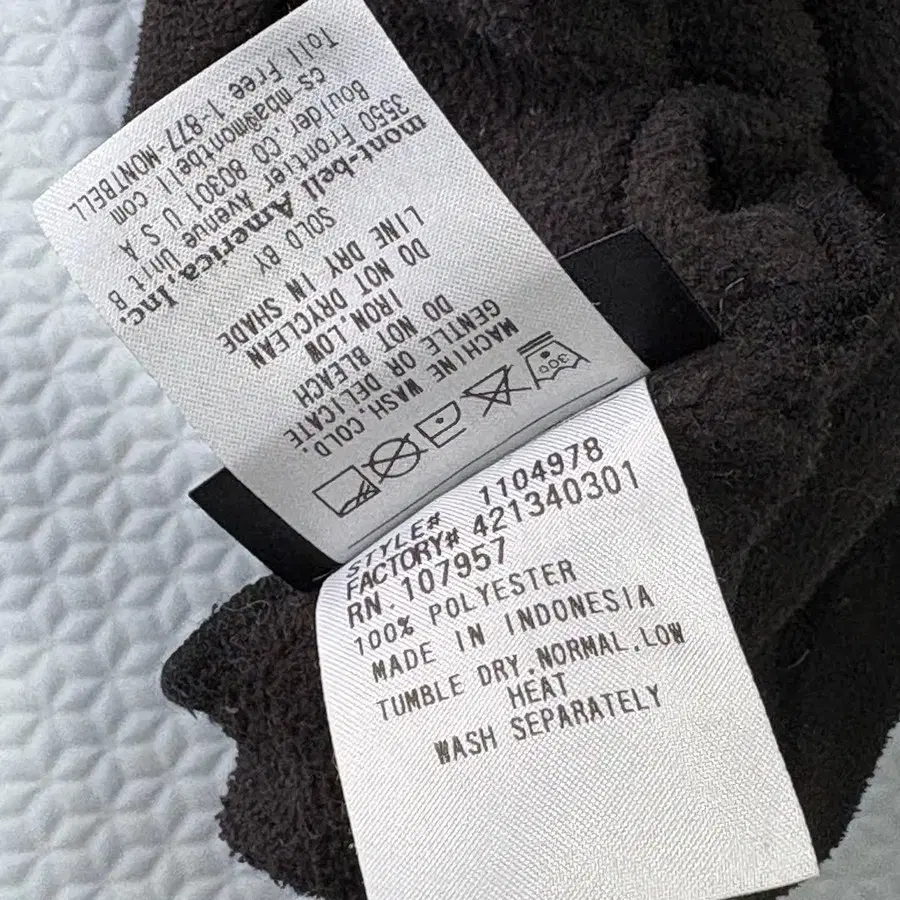 STYLE# 1104978
FACTORY# 421340301
RN. 107957
100% POLYESTER
MADE IN INDONESIA
TUMBLE DRY.NORMAL.LOW
HEAT
WASH SEPARATELY
30°
MACHINE WASH,COLD.
GENTLE OR DELICATE
DO NOT BLEACH
IRON LOW
DO NOT DRYCLEAN
LINE DRY IN SHADE
SOLD BY
mont-bell America,Inc.
3550 Frontier Avenue Unit B
Boulder,CO 80301 U S A
cs_mba@montbell.com
Toll Free 1-877-MONTBELL